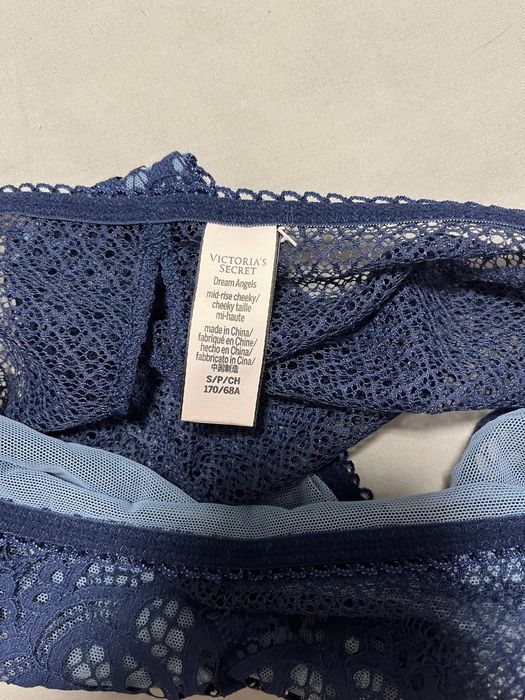 VICTORIA'S
SECRET
Dream Angels
mid-rise cheeky/
cheeky taille
mi-haute
made in China/
fabriqué en Chine/
hecho en China/
fabbricato in Cina/
中国制造
S/P/CH
170/68A